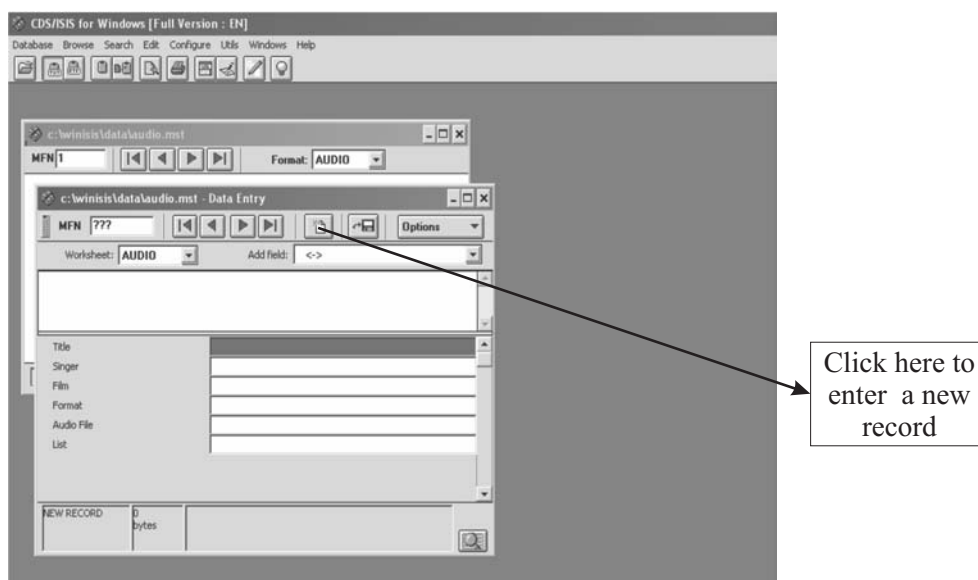 CDS/ISIS for Windows [Full Version : EN]
Database Browse Search Edit Configure Utils Windows Help
c:\winisis\data\audio.mst
MFN 1 Format: AUDIO
c:\winisis\data\audio.mst - Data Entry
MFN ??? Options
Worksheet: AUDIO Add field: <->
Title
Singer
Film
Format
Audio File
List
NEW RECORD 0
bytes
Click here to
enter a new
record